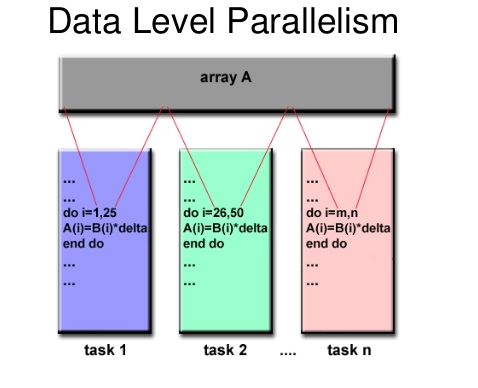 Data Level Parallelism
array A
...
...
do i=1,25
A(i)=B(i)*delta
end do
...
...
task 1
...
...
do i=26,50
A(i)=B(i)*delta
end do
...
...
task 2
....
...
...
do i=m,n
A(i)=B(i)*delta
end do
...
...
task n